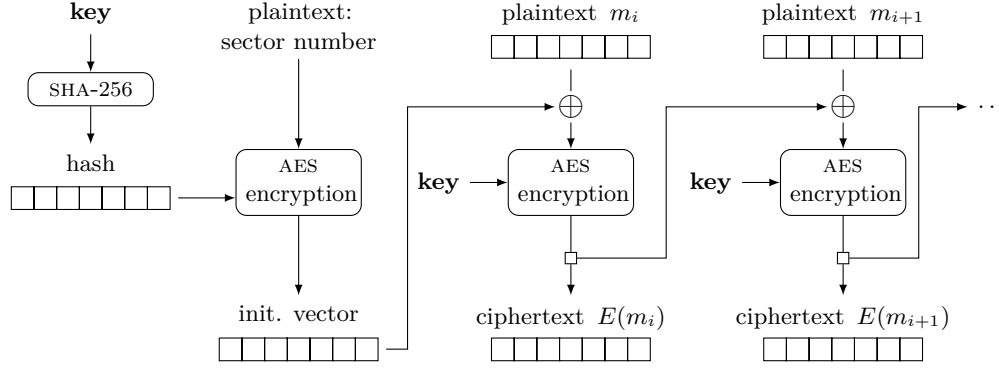 key
SHA-256
hash
plaintext:
sector number
AES
encryption
init. vector
plaintext m_i
key
AES
encryption
ciphertext E(m_i)
plaintext m_{i+1}
key
AES
encryption
ciphertext E(m_{i+1})
··